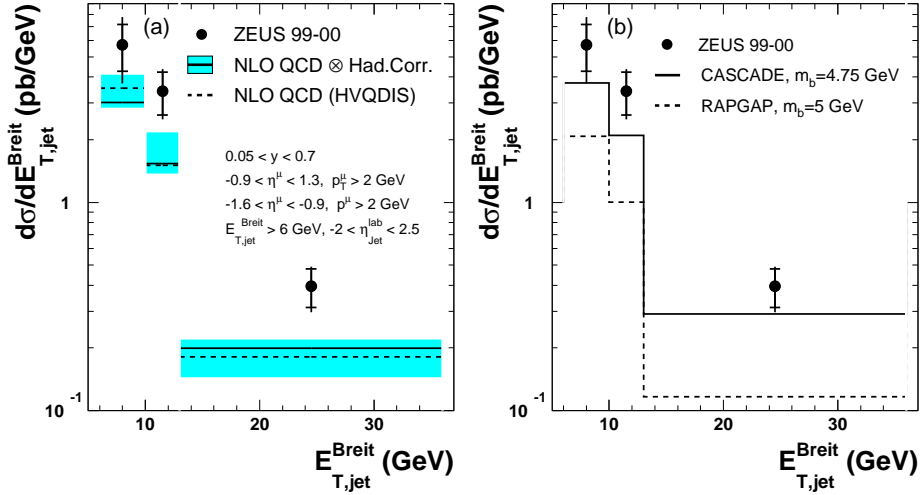 (a)
ZEUS 99-00
NLO QCD ⊗ Had.Corr.
NLO QCD (HVQDIS)
0.05 < y < 0.7
-0.9 < η^μ < 1.3, p_T^μ > 2 GeV
-1.6 < η^μ < -0.9, p^μ > 2 GeV
E_{T,jet}^{Breit} > 6 GeV, -2 < η_{Jet}^{lab} < 2.5
dσ/dE_{T,jet}^{Breit} (pb/GeV)
1
10^{-1}
10 20 30
E_{T,jet}^{Breit} (GeV)
(b)
ZEUS 99-00
CASCADE, m_b=4.75 GeV
RAPGAP, m_b=5 GeV
dσ/dE_{T,jet}^{Breit} (pb/GeV)
1
10^{-1}
10 20 30
E_{T,jet}^{Breit} (GeV)